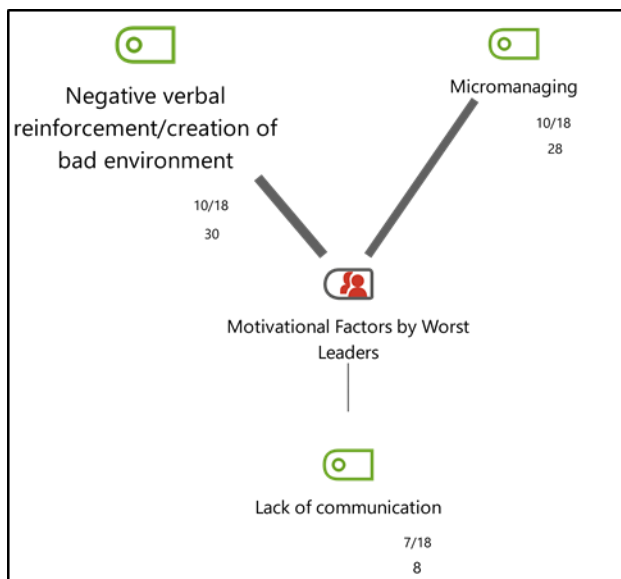 Negative verbal
reinforcement/creation of
bad environment
10/18
30
Micromanaging
10/18
28
Motivational Factors by Worst
Leaders
Lack of communication
7/18
8